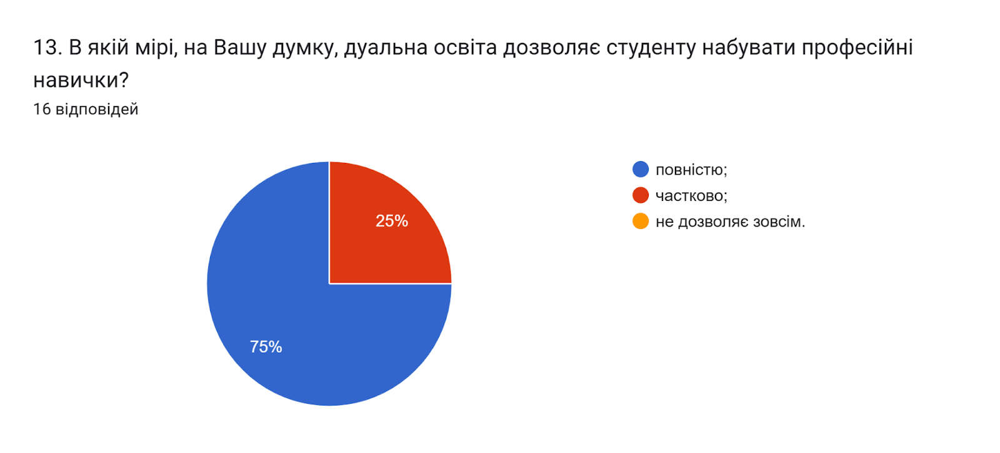 13. В якій мірі, на Вашу думку, дуальна освіта дозволяє студенту набувати професійні
навички?
16 відповідей
повністю;
частково;
не дозволяє зовсім.
25%
75%